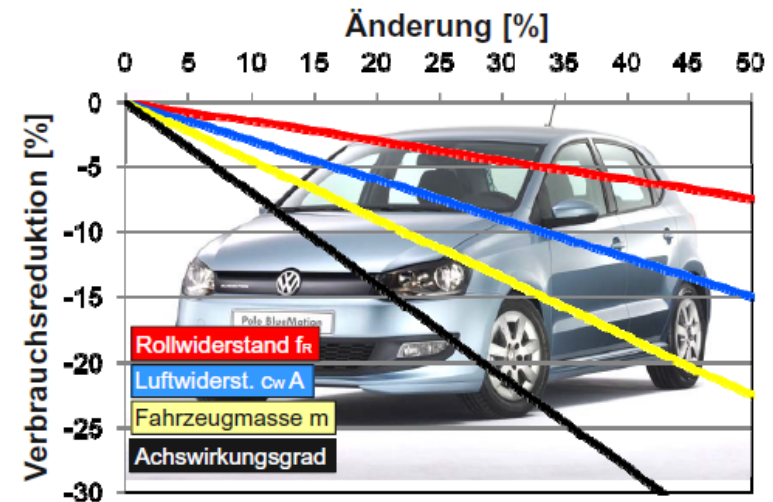 Änderung [%]
0 5 10 15 20 25 30 35 40 45 50
Verbrauchsreduktion [%]
0
-5
-10
-15
-20
-25
-30
Polo BlueMotion
Rollwiderstand fR
Luftwiderst. cw A
Fahrzeugmasse m
Achswirkungsgrad